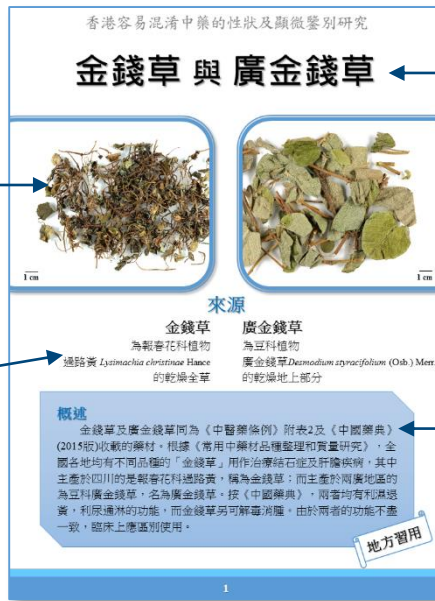 香港容易混淆中藥的性狀及顯微鑒別研究
金錢草 與 廣金錢草
1 cm
1 cm
來源
金錢草
為報春花科植物
過路黃 Lysimachia christinae Hance
的乾燥全草
廣金錢草
為豆科植物
廣金錢草Desmodium styracifolium (Osb.) Merr.
的乾燥地上部分
概述
金錢草及廣金錢草同為《中醫藥條例》附表2及《中國藥典》
(2015版)收載的藥材。根據《常用中藥材品種整理和質量研究》，全
國各地均有不同品種的「金錢草」用作治療結石症及肝膽疾病，其中
主產於四川的是報春花科過路黃，稱為金錢草；而主產於兩廣地區的
為豆科廣金錢草，名為廣金錢草。按《中國藥典》，兩者均有利濕退
黃，利尿通淋的功能，而金錢草另可解毒消腫。由於兩者的功能不盡
一致，臨床上應區別使用。
地方習用
1